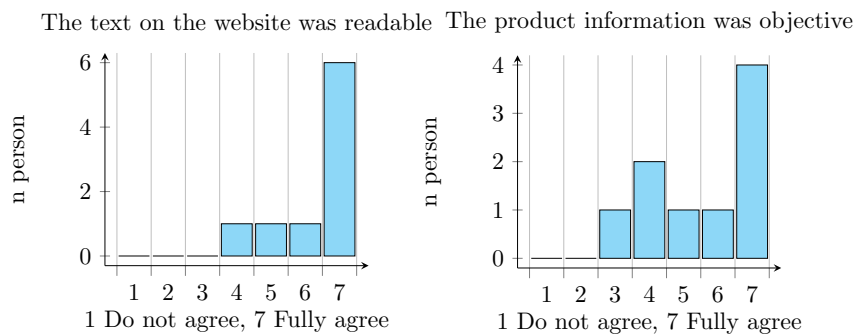 The text on the website was readable
6
4
2
0
n person
1 2 3 4 5 6 7
1 Do not agree, 7 Fully agree
The product information was objective
4
3
2
1
0
n person
1 2 3 4 5 6 7
1 Do not agree, 7 Fully agree